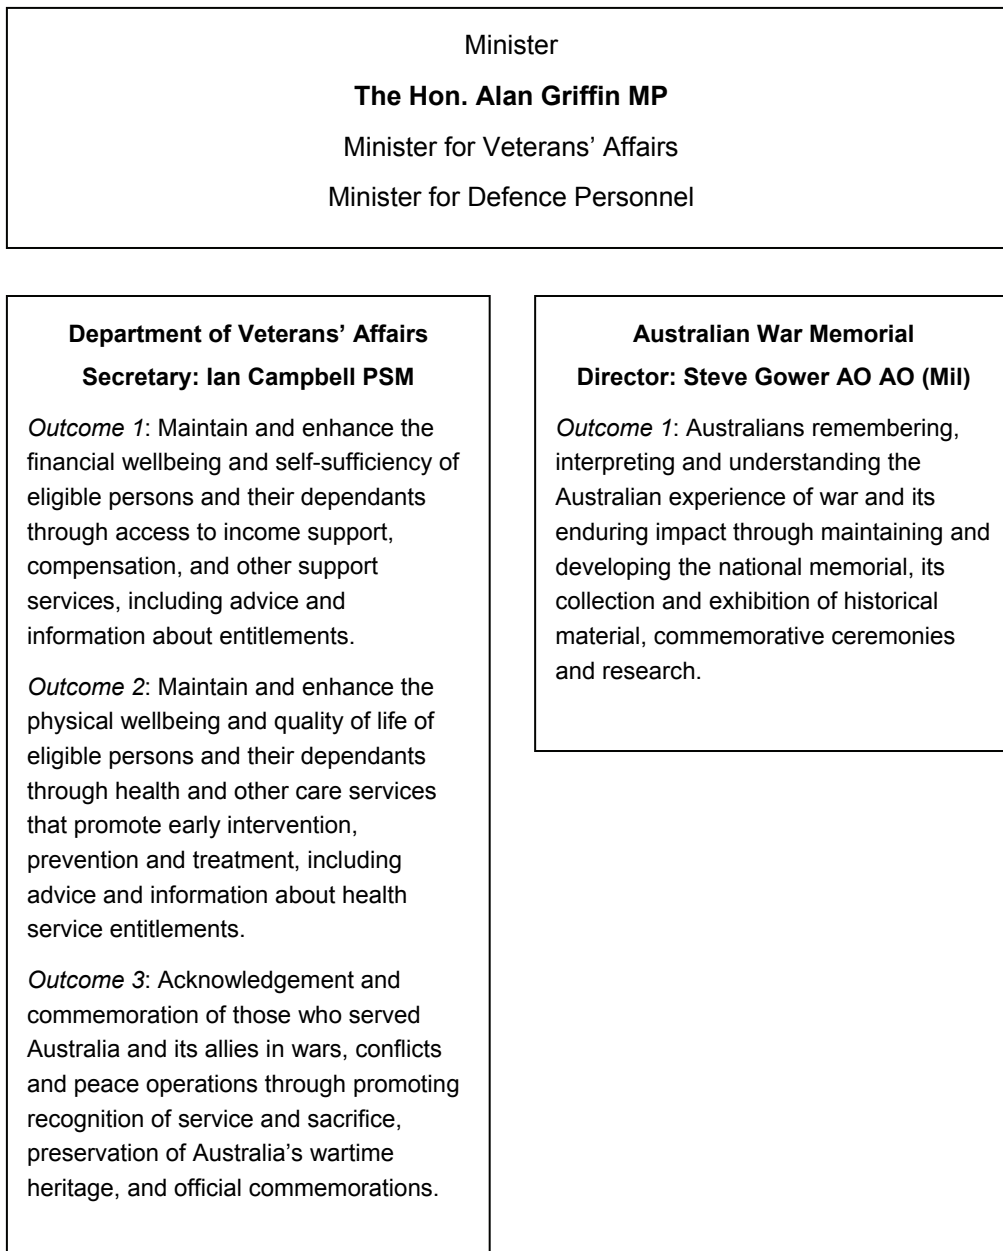 Minister
The Hon. Alan Griffin MP
Minister for Veterans’ Affairs
Minister for Defence Personnel
Department of Veterans’ Affairs
Secretary: Ian Campbell PSM
Outcome 1: Maintain and enhance the
financial wellbeing and self-sufficiency of
eligible persons and their dependants
through access to income support,
compensation, and other support
services, including advice and
information about entitlements.
Outcome 2: Maintain and enhance the
physical wellbeing and quality of life of
eligible persons and their dependants
through health and other care services
that promote early intervention,
prevention and treatment, including
advice and information about health
service entitlements.
Outcome 3: Acknowledgement and
commemoration of those who served
Australia and its allies in wars, conflicts
and peace operations through promoting
recognition of service and sacrifice,
preservation of Australia’s wartime
heritage, and official commemorations.
Australian War Memorial
Director: Steve Gower AO AO (Mil)
Outcome 1: Australians remembering,
interpreting and understanding the
Australian experience of war and its
enduring impact through maintaining and
developing the national memorial, its
collection and exhibition of historical
material, commemorative ceremonies
and research.